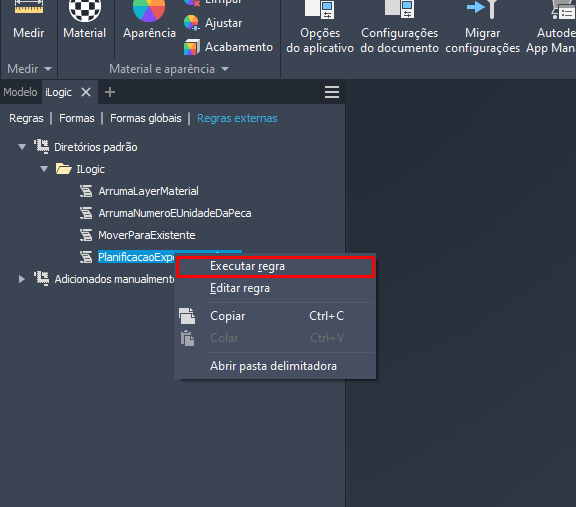 Limpar
Medir
Material
Aparência
Ajustar
Acabamento
Opções
do aplicativo
Configurações
do documento
Migrar
configurações
Autode
App Man
Medir
Material e aparência
Modelo
iLogic
Regras | Formas | Formas globais | Regras externas
Diretórios padrão
ILogic
ArrumaLayerMaterial
ArrumaNumeroEUnidadeDaPeca
MoverParaExistente
PlanificacaoExpo
Adicionados manualmente
Executar regra
Editar regra
Copiar Ctrl+C
Colar Ctrl+V
Abrir pasta delimitadora